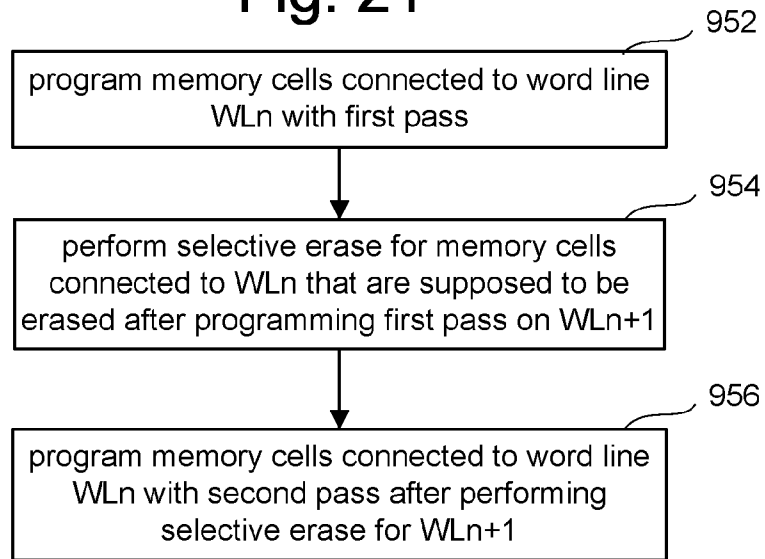 952
program memory cells connected to word line
WLn with first pass
954
perform selective erase for memory cells
connected to WLn that are supposed to be
erased after programming first pass on WLn+1
956
program memory cells connected to word line
WLn with second pass after performing
selective erase for WLn+1